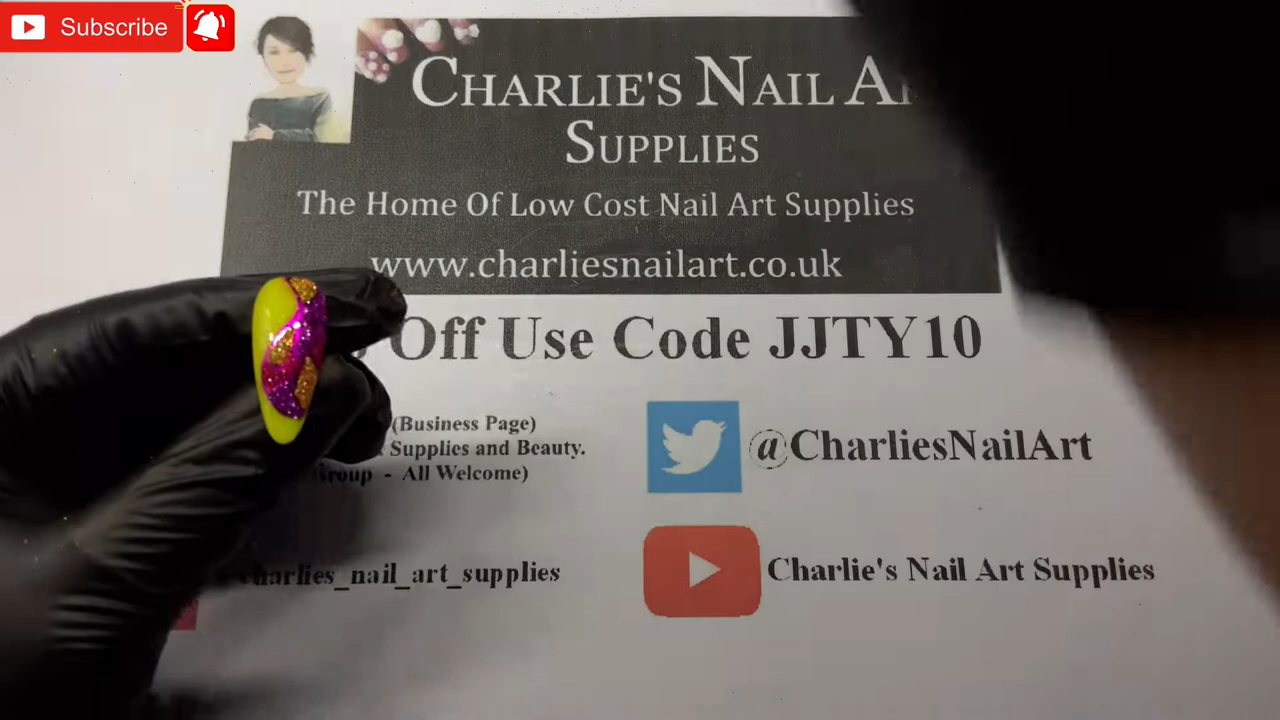 Subscribe
CHARLIE'S NAIL
SUPPLIES
The Home Of Low Cost Nail Art Supplies
www.charliesnailart.co.uk
Off Use Code JJTY10
(Business Page)
Supplies and Beauty.
Group - All Welcome)
@CharliesNailArt
charlies_nail_art_supplies
Charlie's Nail Art Supplies